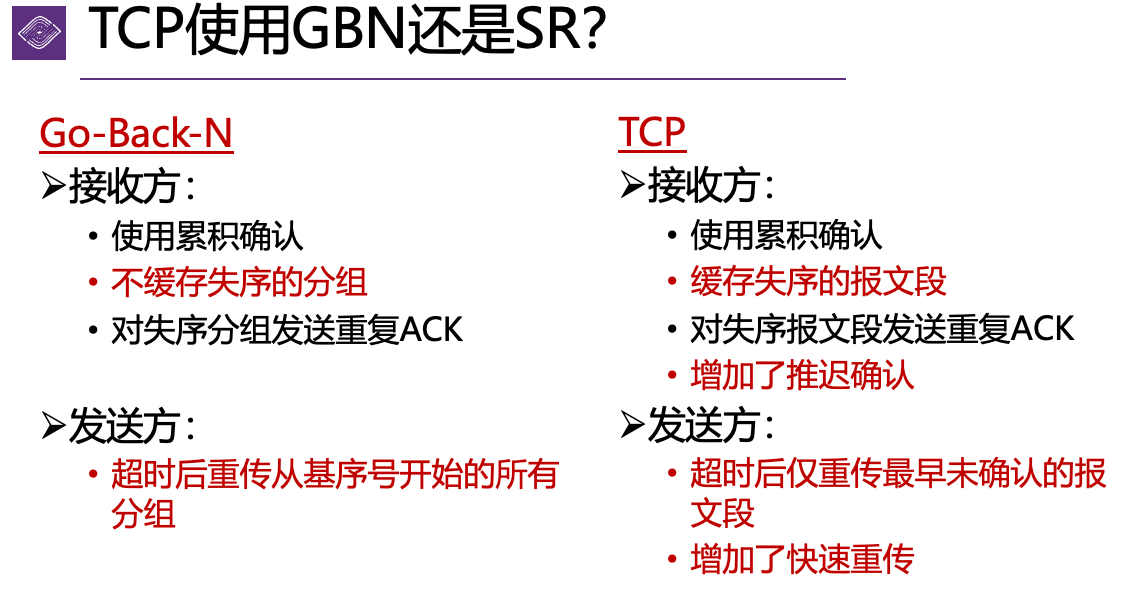 TCP使用GBN还是SR?
Go-Back-N
➢接收方：
• 使用累积确认
• 不缓存失序的分组
• 对失序分组发送重复ACK
➢发送方：
• 超时后重传从基序号开始的所有
分组
TCP
➢接收方：
• 使用累积确认
• 缓存失序的报文段
• 对失序报文段发送重复ACK
• 增加了推迟确认
➢发送方：
• 超时后仅重传最早未确认的报
文段
• 增加了快速重传